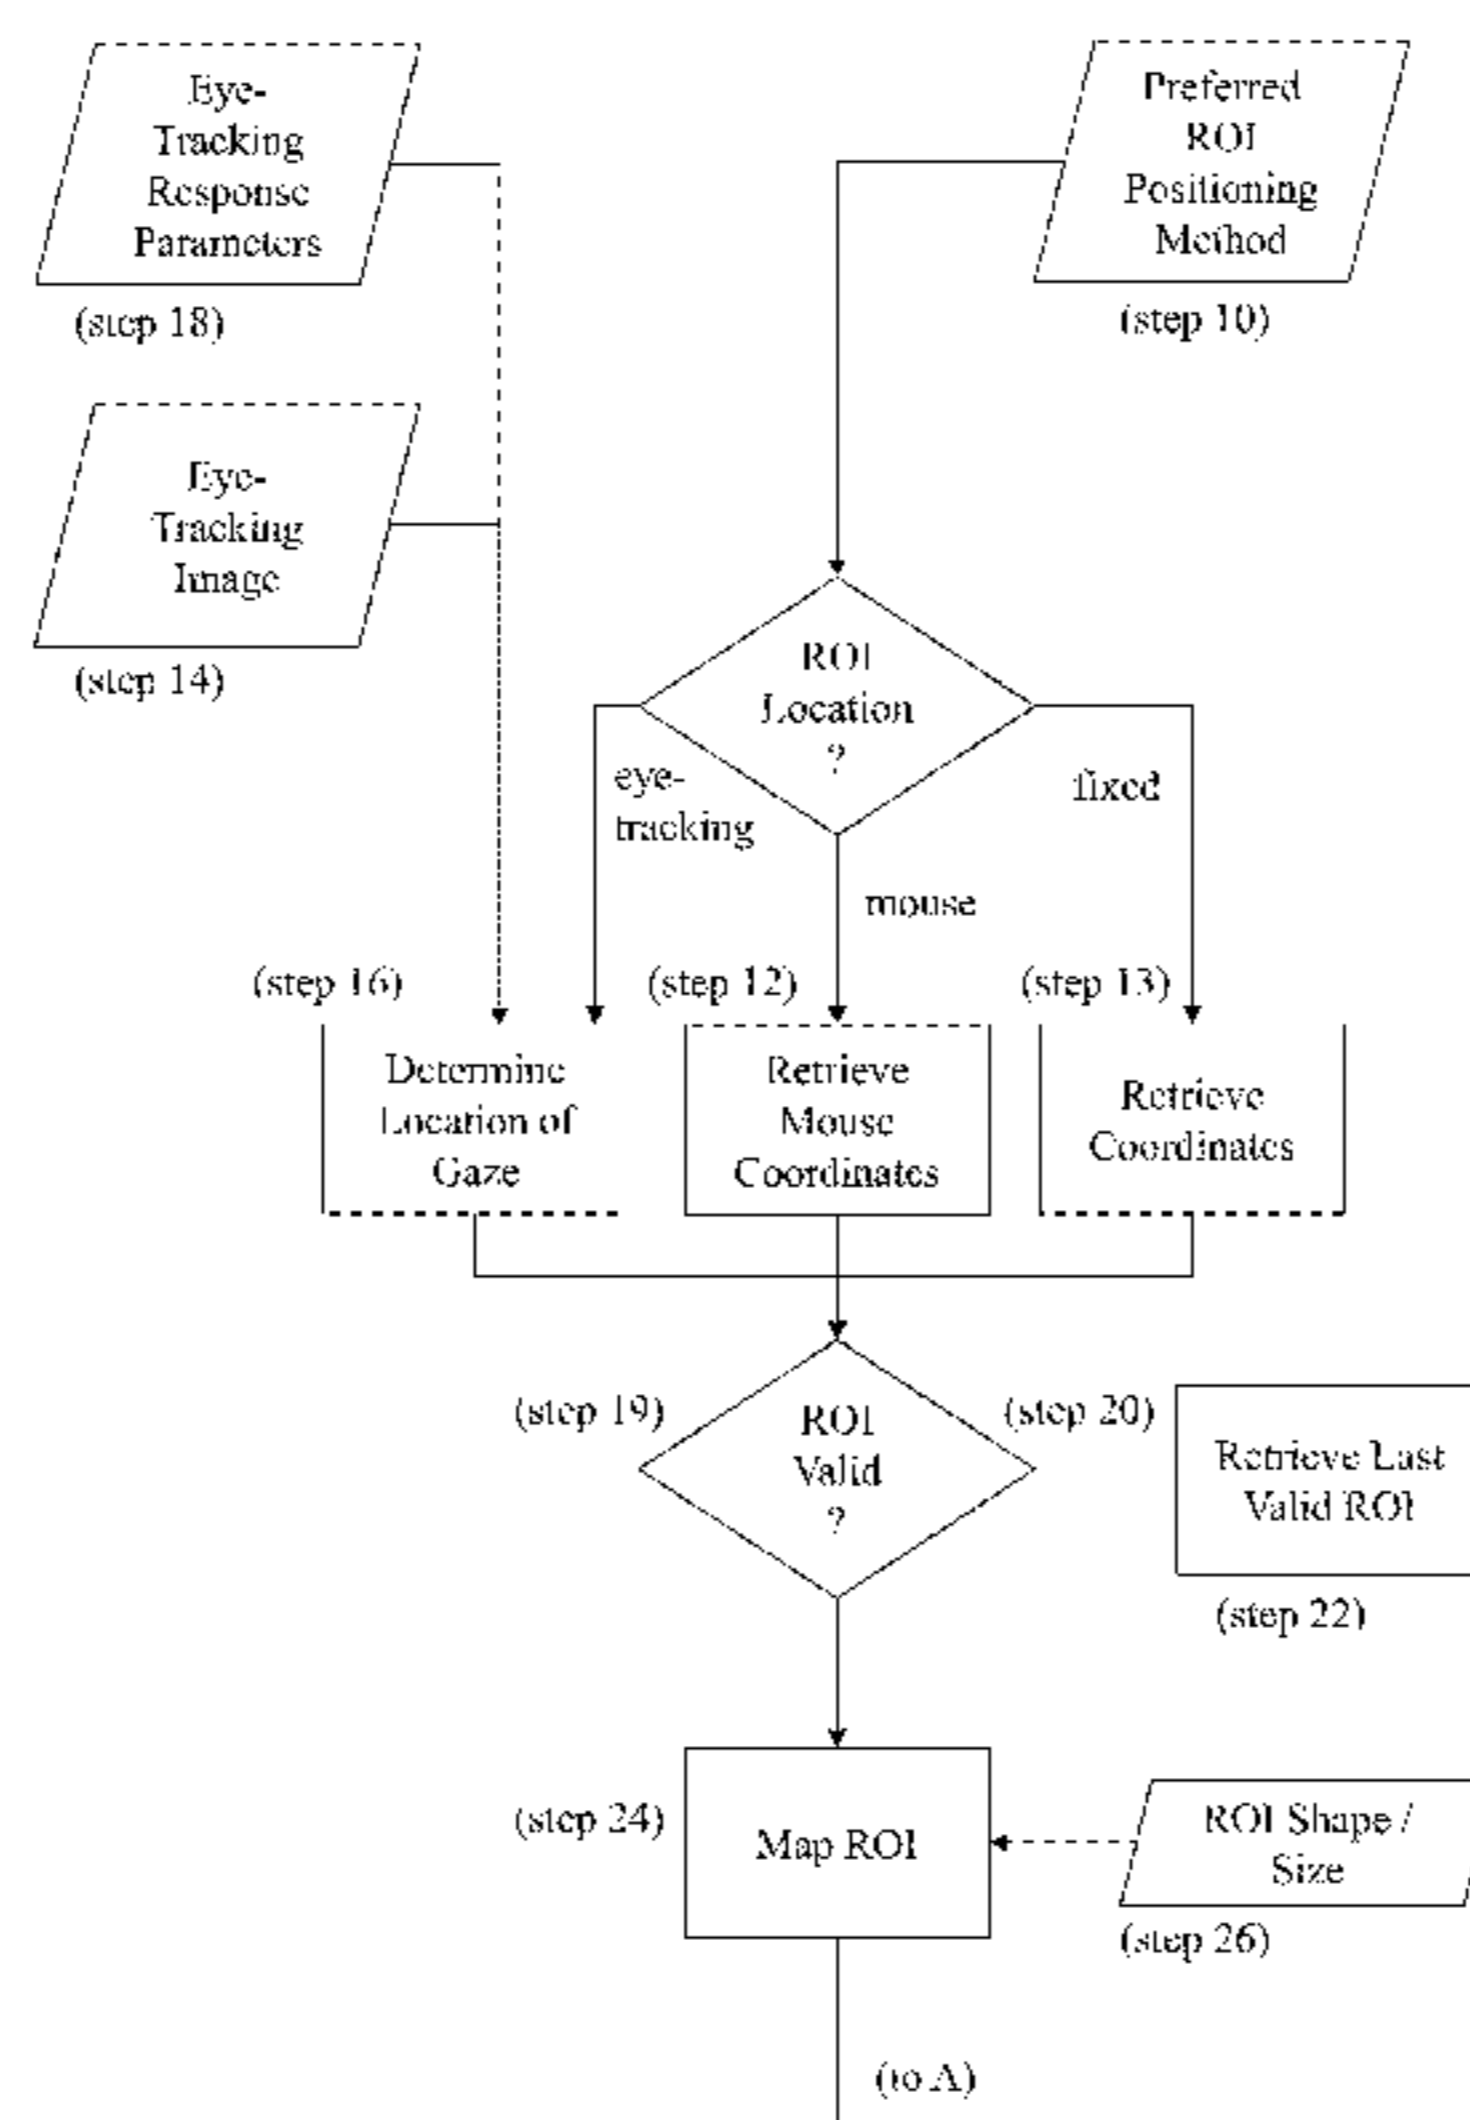 Eye-
Tracking
Response
Parameters
(step 18)
Preferred
ROI
Positioning
Method
(step 10)
Eye-
Tracking
Image
(step 14)
ROI
Location
?
eye-
tracking
mouse
fixed
(step 16)
(step 12)
(step 13)
Determine
Location of
Gaze
Retrieve
Mouse
Coordinates
Retrieve
Coordinates
(step 19)
ROI
Valid
?
(step 20)
Retrieve Last
Valid ROI
(step 22)
(step 24)
Map ROI
ROI Shape /
Size
(step 26)
(to A)